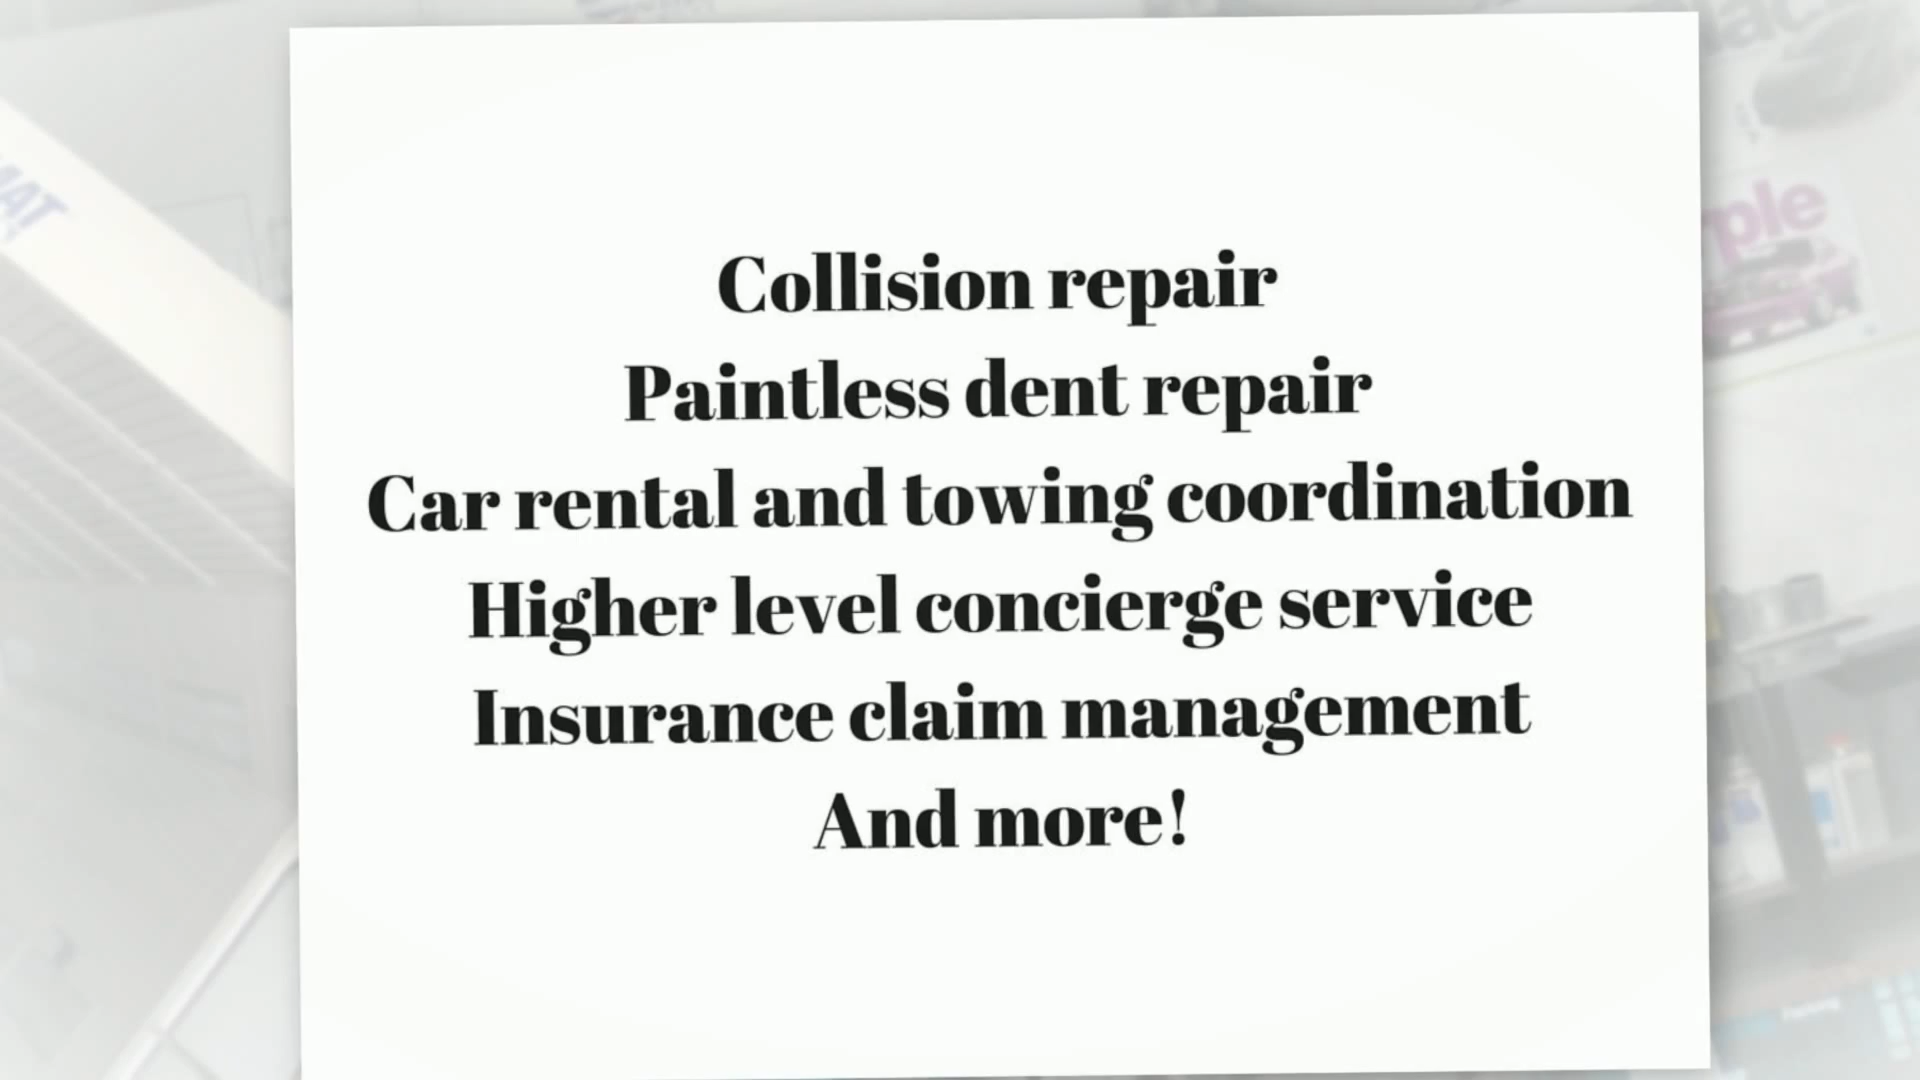 Collision repair
Paintless dent repair
Car rental and towing coordination
Higher level concierge service
Insurance claim management
And more!